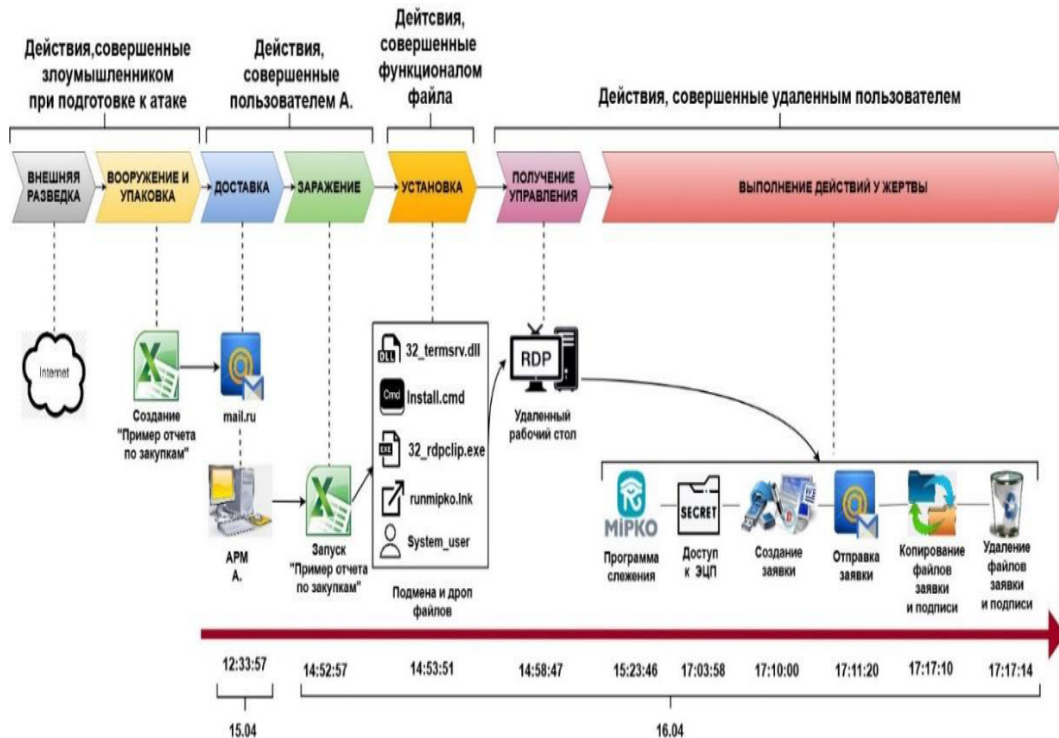 Действия,совершенные
злоумышленником
при подготовке к атаке
Действия,
совершенные
пользователем А.
Дейтсвия,
совершенные
функционалом
файла
Действия, совершенные удаленным пользователем
ВНЕШНЯЯ
РАЗВЕДКА
ВООРУЖЕНИЕ И
УПАКОВКА
ДОСТАВКА
ЗАРАЖЕНИЕ
УСТАНОВКА
ПОЛУЧЕНИЕ
УПРАВЛЕНИЯ
ВЫПОЛНЕНИЕ ДЕЙСТВИЙ У ЖЕРТВЫ
Internet
Создание
"Пример отчета
по закупкам"
mail.ru
АРМ
А.
Запуск
"Пример отчета
по закупкам"
DLL
32_termsrv.dll
Cmd
Install.cmd
EXE
32_rdpclip.exe
runmipko.lnk
System_user
Подмена и дроп
файлов
RDP
Удаленный
рабочий стол
MIPKO
Программа
слежения
SECRET
Доступ
к ЭЦП
Создание
заявки
Отправка
заявки
Копирование
файлов
заявки
и подписи
Удаление
файлов
заявки
и подписи
12:33:57
14:52:57
14:53:51
14:58:47
15:23:46
17:03:58
17:10:00
17:11:20
17:17:10
17:17:14
15.04
16.04